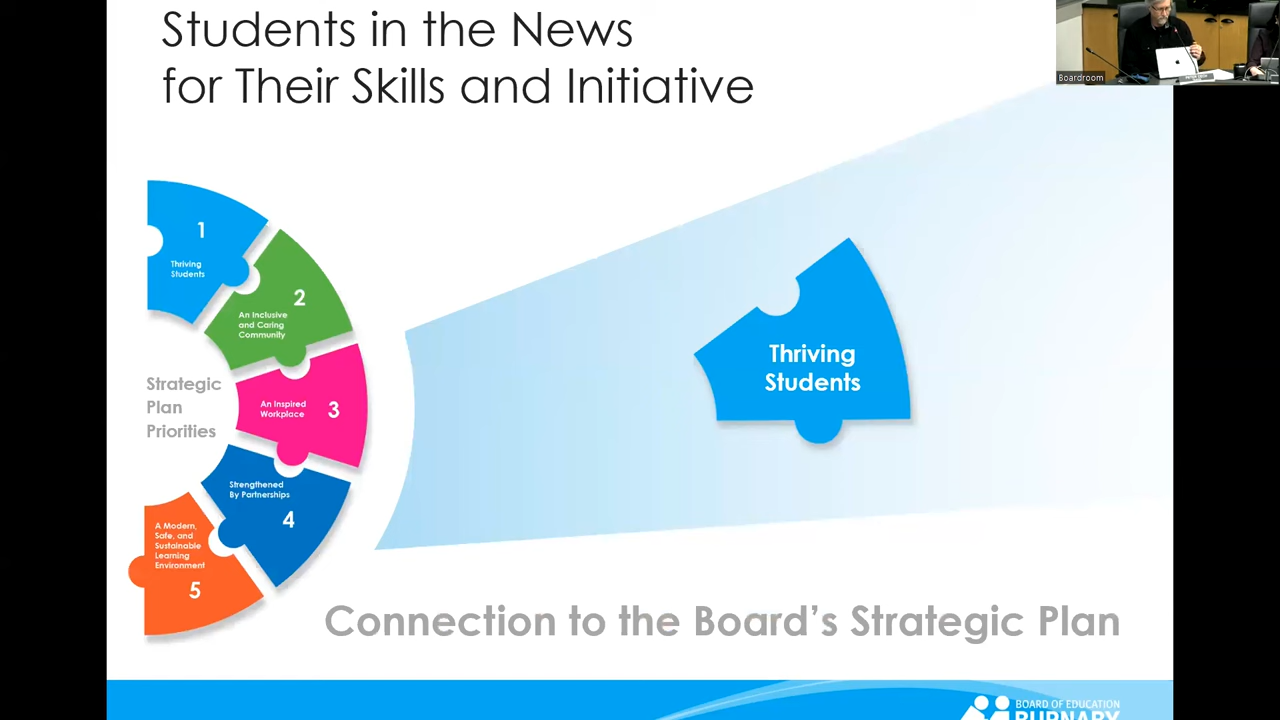 Students in the News
for Their Skills and Initiative
Boardroom
1
Thriving
Students
2
An Inclusive
and Caring
Community
Strategic
Plan
Priorities
An Inspired
Workplace
3
Strengthened
By Partnerships
4
A Modern,
Safe, and
Sustainable
Learning
Environment
5
Thriving
Students
Connection to the Board's Strategic Plan
BOARD OF EDUCATION
BURNABY